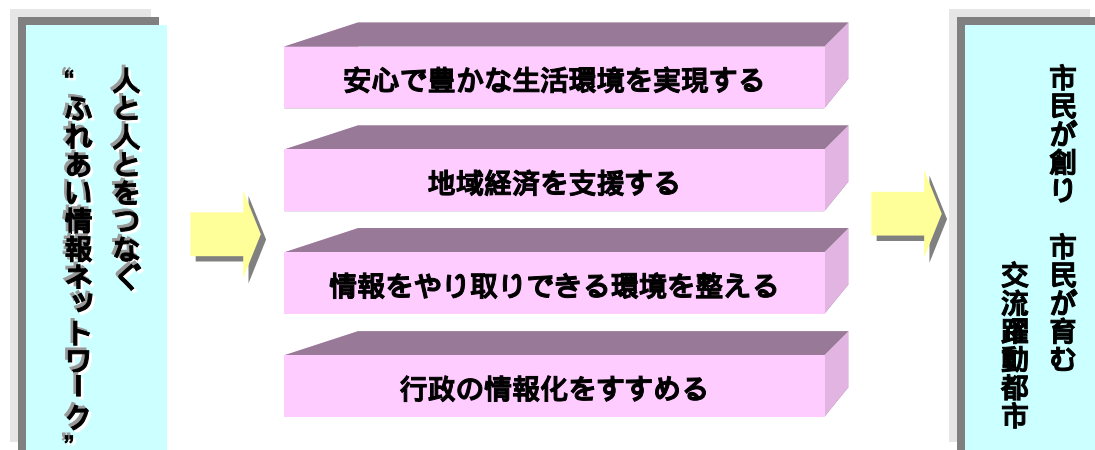 人と人とをつなぐ
“ふれあい情報ネットワーク”
安心で豊かな生活環境を実現する
地域経済を支援する
情報をやり取りできる環境を整える
行政の情報化をすすめる
市民が創り　市民が育む
交流躍動都市